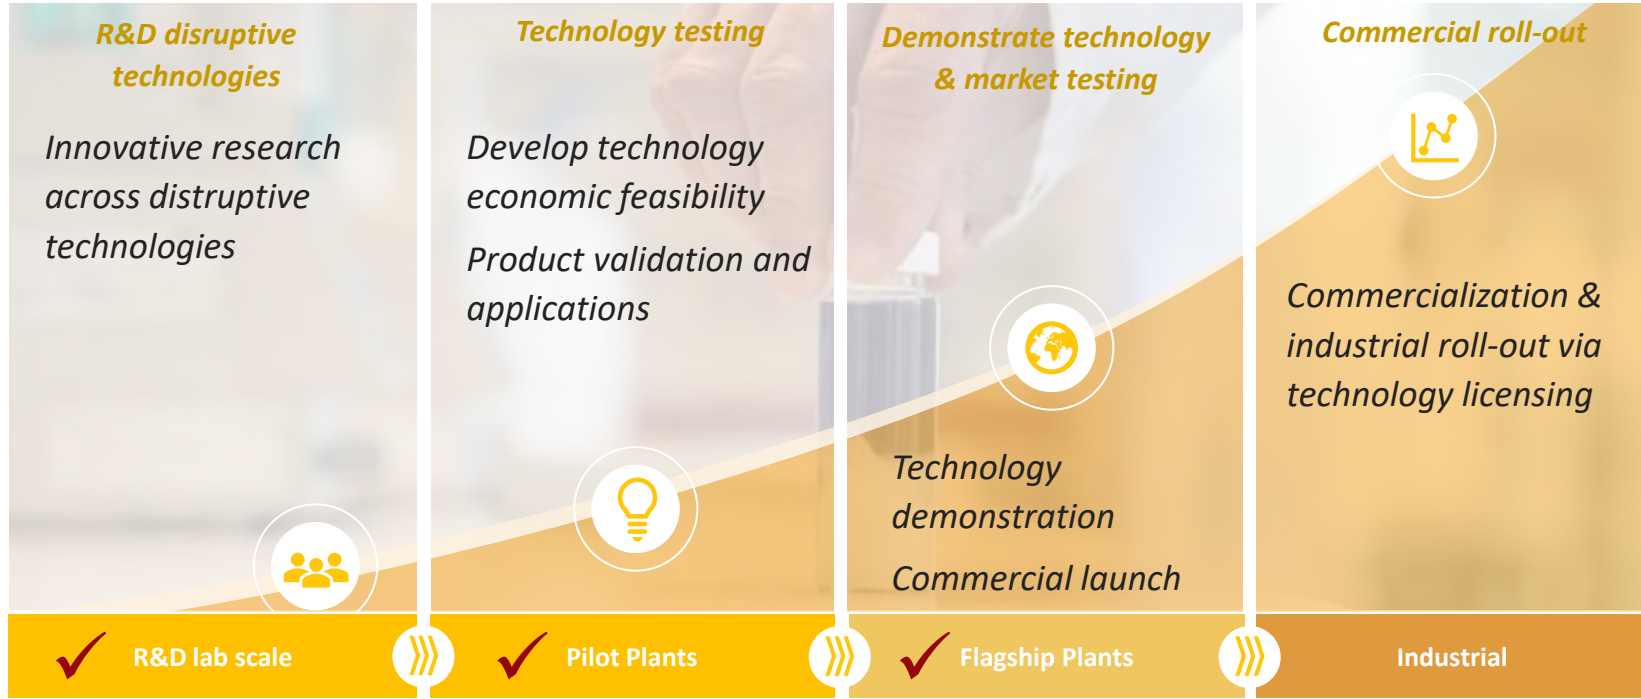 R&D disruptive
technologies
Innovative research
across distruptive
technologies
R&D lab scale
Technology testing
Develop technology
economic feasibility
Product validation and
applications
Pilot Plants
Demonstrate technology
& market testing
Technology
demonstration
Commercial launch
Flagship Plants
Commercial roll-out
Commercialization &
industrial roll-out via
technology licensing
Industrial